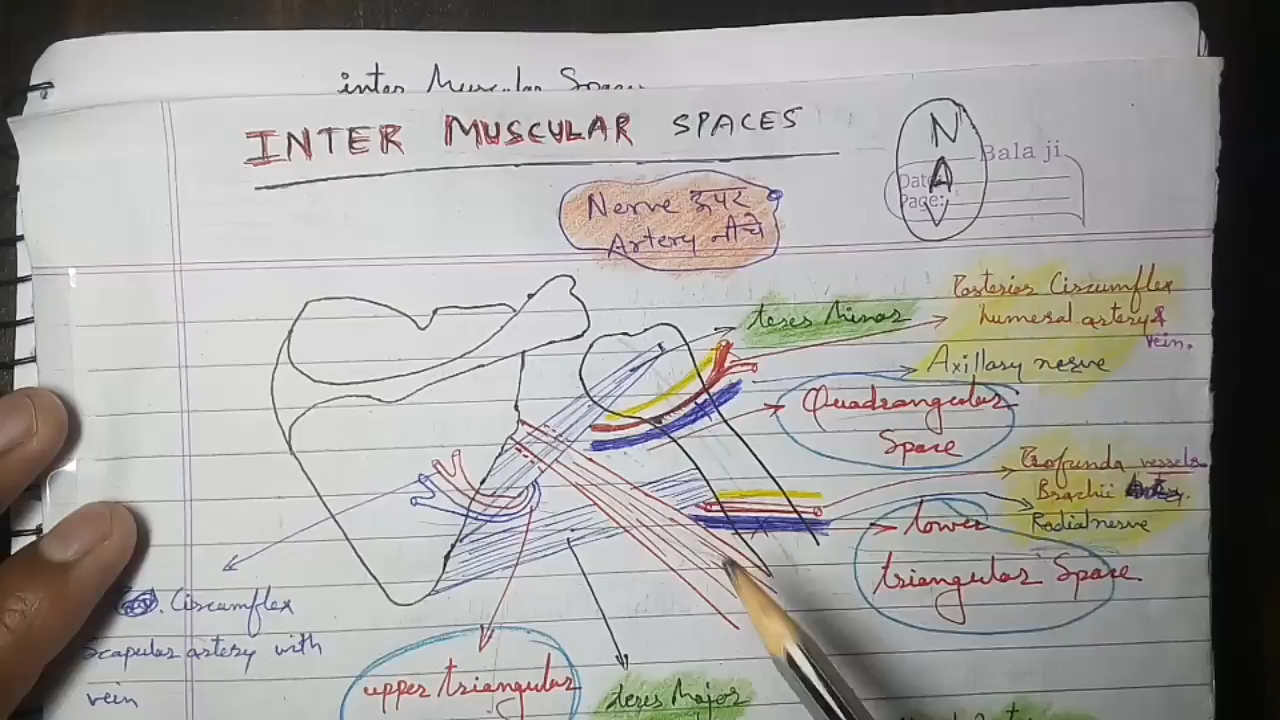 inter Muscular Space
INTER MUSCULAR SPACES
N
A
V
Bala ji
Date:
Page:
Nerve ऊपर
Artery नीचे
Posterior Circumflex
humeral artery &
vein.
teres Minor
Axillary nerve
Quadrangular
Space
Profunda vessels
Brachii
Radial nerve
lower
triangular Space
Circumflex
Scapular artery with
vein
upper triangular
teres Major